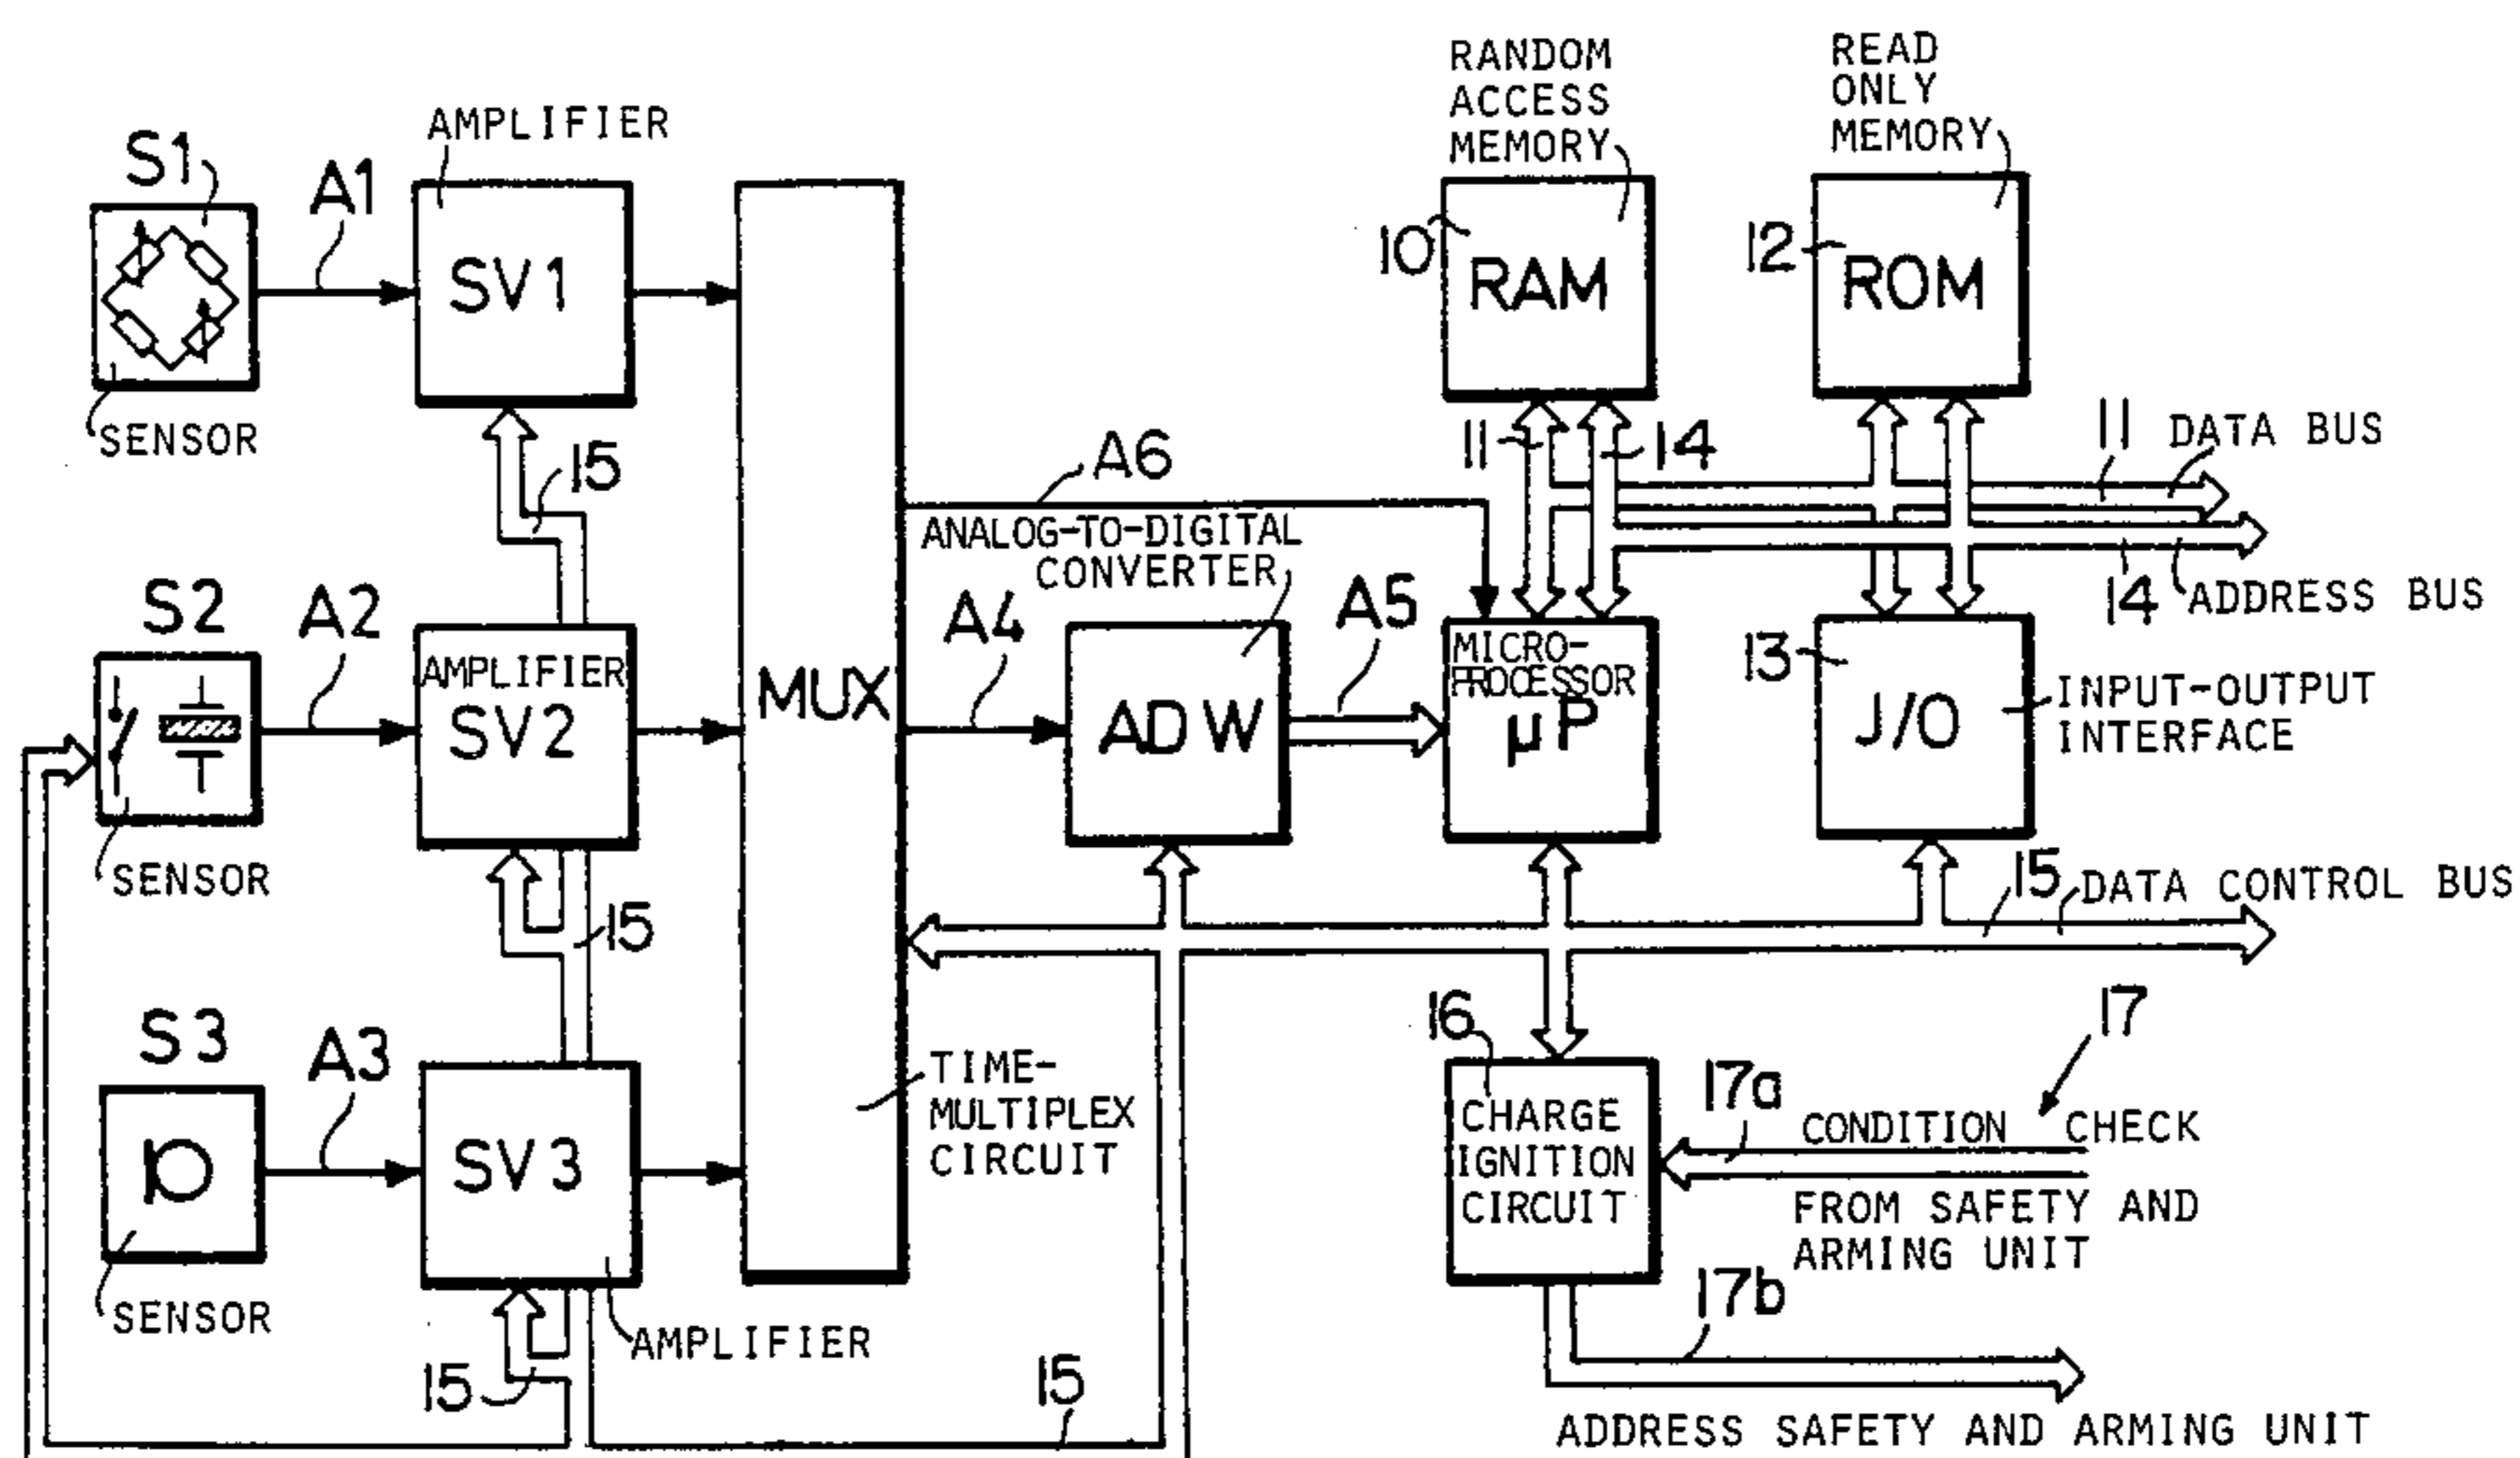 RANDOM
ACCESS
MEMORY
READ
ONLY
MEMORY
AMPLIFIER
S1
A1
SV1
10
RAM
12
ROM
SENSOR
15
A6
11
14
11 DATA BUS
ANALOG-TO-DIGITAL
CONVERTER
14 ADDRESS BUS
S2
A2
AMPLIFIER
SV2
MUX
A4
ADW
A5
MICRO-
PROCESSOR
µP
13
J/O
INPUT-OUTPUT
INTERFACE
SENSOR
15
15 DATA CONTROL BUS
S3
A3
SV3
TIME-
MULTIPLEX
CIRCUIT
16
CHARGE
IGNITION
CIRCUIT
17
17a
CONDITION CHECK
FROM SAFETY AND
ARMING UNIT
SENSOR
AMPLIFIER
15
15
17b
ADDRESS SAFETY AND ARMING UNIT